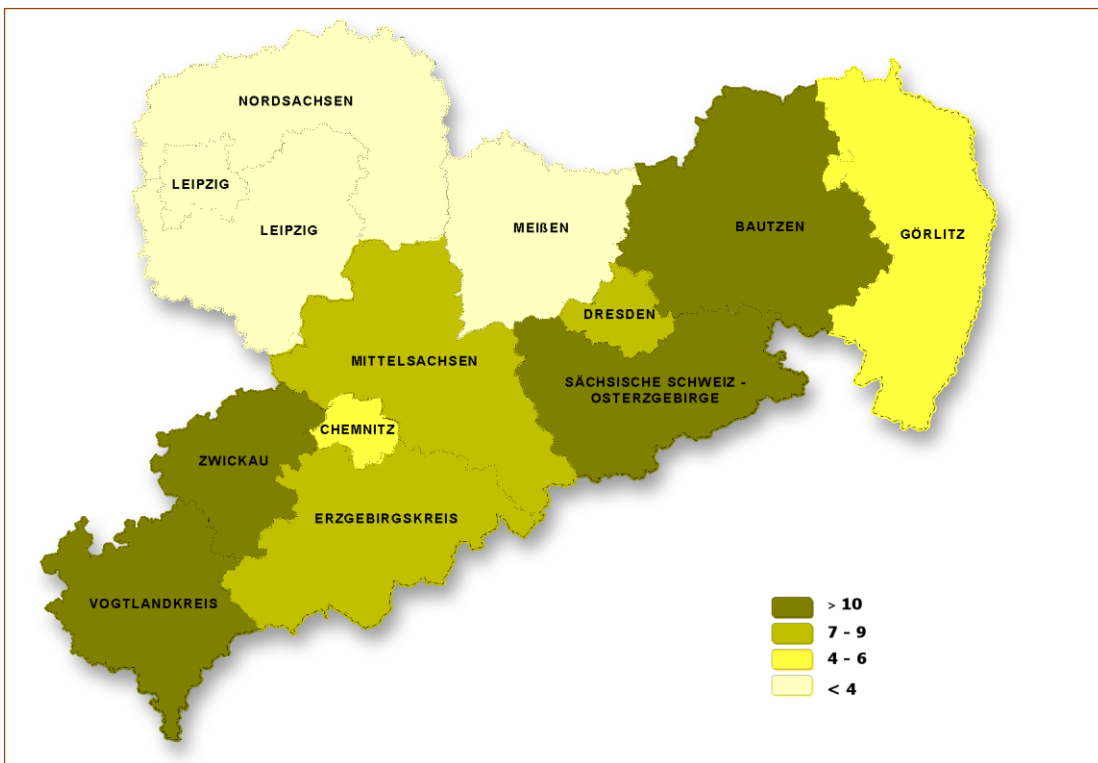 NORDSACHSEN
LEIPZIG
LEIPZIG
MEIßEN
BAUTZEN
GÖRLITZ
DRESDEN
MITTELSACHSEN
SÄCHSISCHE SCHWEIZ -
OSTERZGEBIRGE
CHEMNITZ
ZWICKAU
ERZGEBIRGSKREIS
VOGTLANDKREIS
> 10
7 - 9
4 - 6
< 4